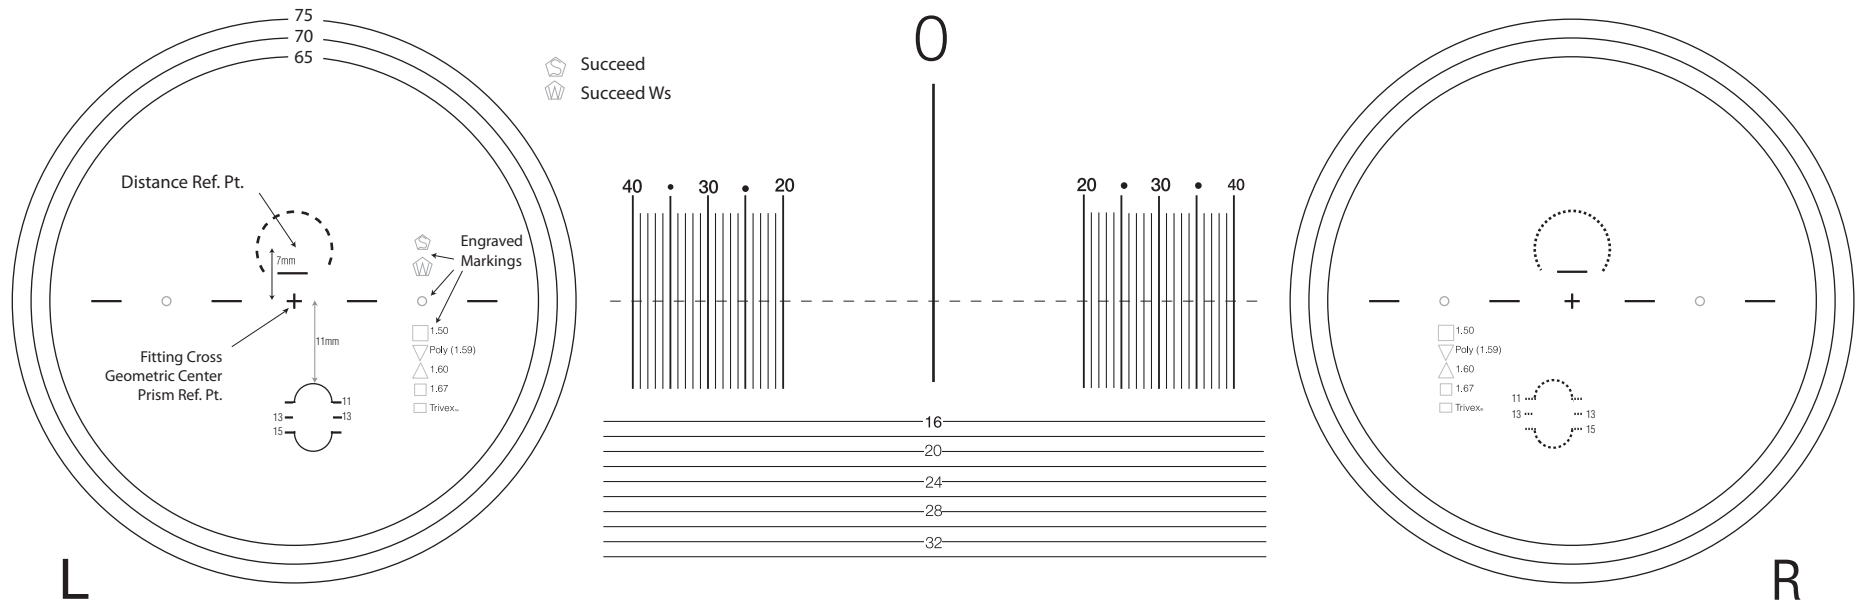 75
70
65
S Succeed
W Succeed Ws
Distance Ref. Pt.
7mm
S
W
Engraved
Markings
Fitting Cross
Geometric Center
Prism Ref. Pt.
11mm
1.50
Poly (1.59)
1.60
1.67
Trivex
11
13 13
15
L
O
40 • 30 • 20
20 • 30 • 40
16
20
24
28
32
1.50
Poly (1.59)
1.60
1.67
Trivex
11
13 13
15
R